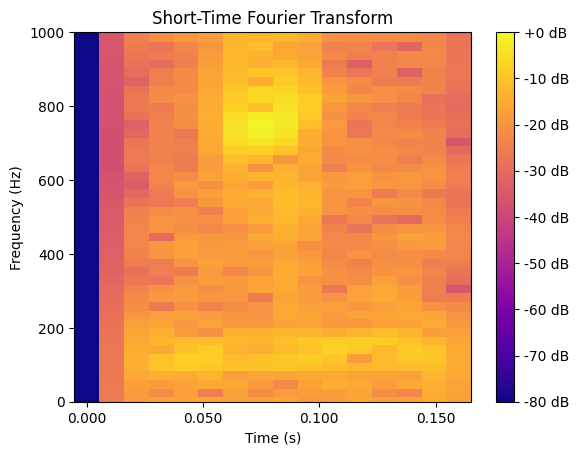 Short-Time Fourier Transform
1000
800
600
400
200
0
Frequency (Hz)
0.000
0.050
0.100
0.150
Time (s)
+0 dB
-10 dB
-20 dB
-30 dB
-40 dB
-50 dB
-60 dB
-70 dB
-80 dB